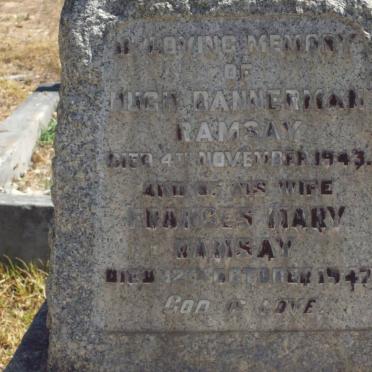 IN LOVING MEMORY
OF
HUGH BANNERMAN
RAMSAY
DIED 4TH NOVEMBER 1943.
AND HIS WIFE
FRANCES MARY
RAMSAY
DIED 12TH OCTOBER 1947
GOD IS LOVE